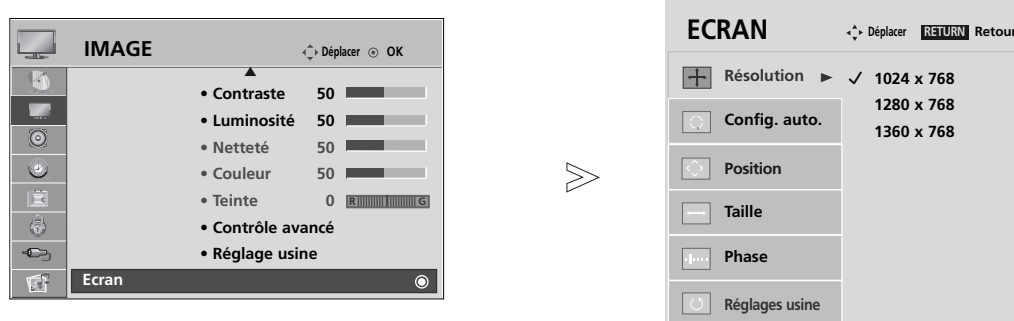 IMAGE
Déplacer OK
• Contraste 50
• Luminosité 50
• Netteté 50
• Couleur 50
• Teinte 0 R G
• Contrôle avancé
• Réglage usine
Ecran
ECRAN
Déplacer RETURN Retour
Résolution ► ✓ 1024 x 768
1280 x 768
1360 x 768
Config. auto.
Position
Taille
Phase
Réglages usine